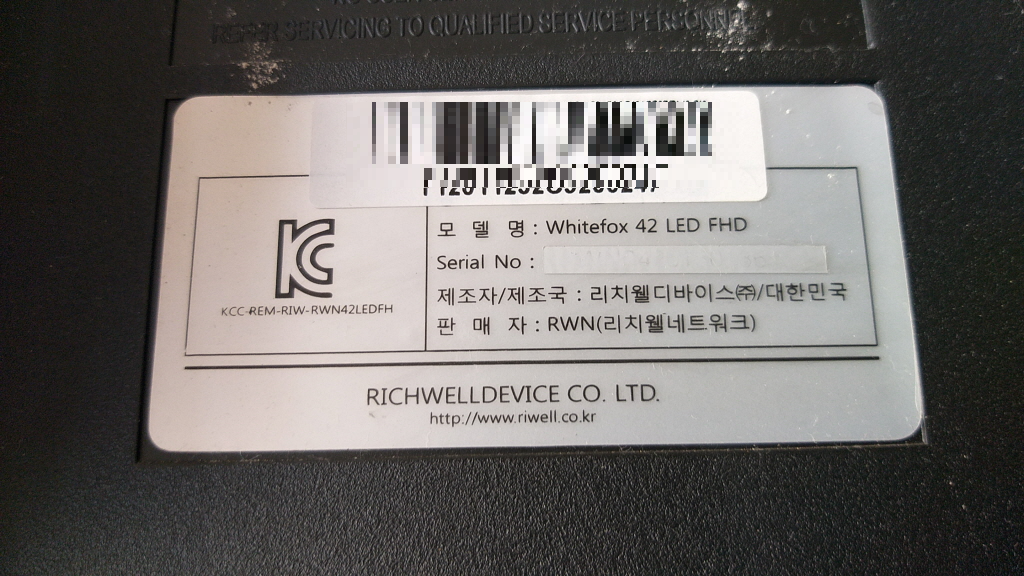 REFER SERVICING TO QUALIFIED SERVICE PERSONNEL
KC
KCC-REM-RIW-RWN42LEDFH
모 델 명 : Whitefox 42 LED FHD
Serial No :
제조자/제조국 : 리치웰디바이스㈜/대한민국
판 매 자 : RWN(리치웰네트워크)
RICHWELLDEVICE CO. LTD.
http://www.riwell.co.kr